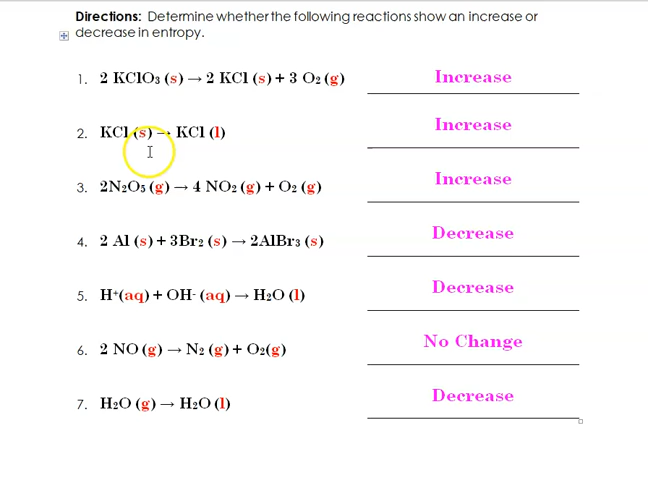 Directions: Determine whether the following reactions show an increase or
decrease in entropy.
1. 2 KClO₃ (s) → 2 KCl (s) + 3 O₂ (g) Increase
2. KCl (s) → KCl (l) Increase
3. 2N₂O₅ (g) → 4 NO₂ (g) + O₂ (g) Increase
4. 2 Al (s) + 3Br₂ (s) → 2AlBr₃ (s) Decrease
5. H⁺(aq) + OH⁻ (aq) → H₂O (l) Decrease
6. 2 NO (g) → N₂ (g) + O₂(g) No Change
7. H₂O (g) → H₂O (l) Decrease